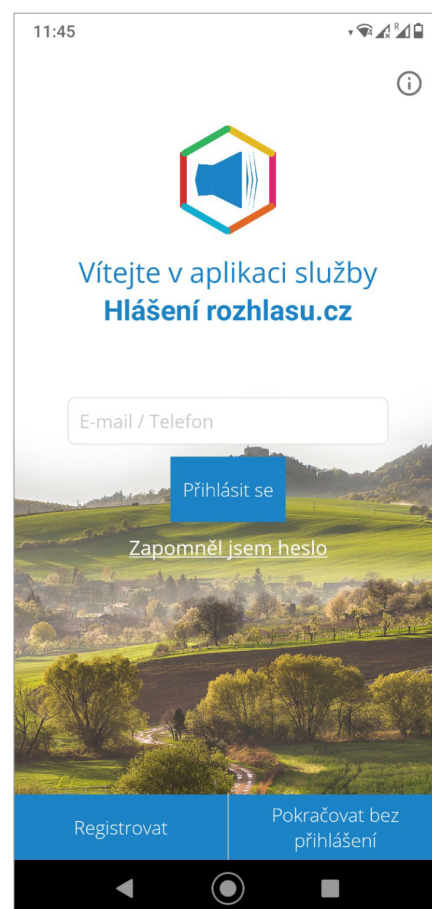 11:45
Vítejte v aplikaci služby
Hlášení rozhlasu.cz
E-mail / Telefon
Přihlásit se
Zapomněl jsem heslo
Registrovat
Pokračovat bez
přihlášení